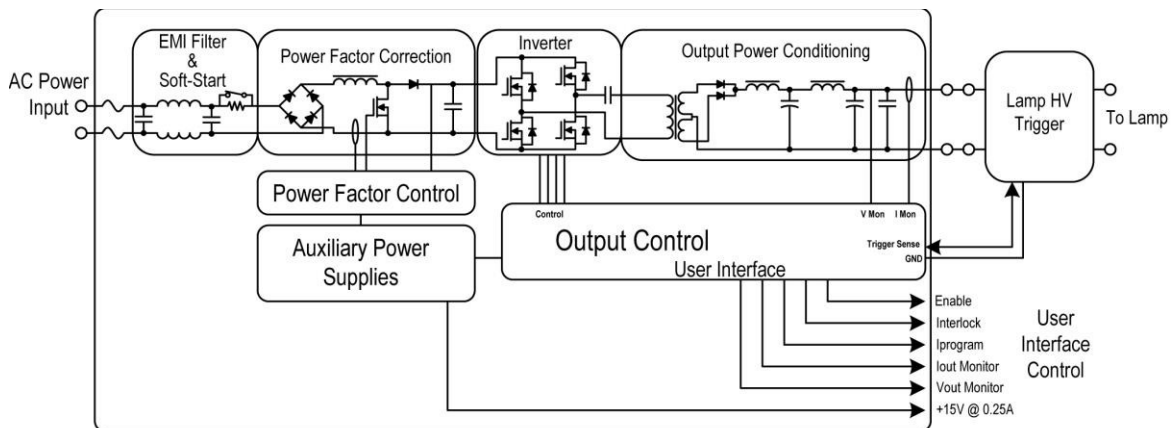 EMI Filter
&
Soft-Start
Power Factor Correction
Inverter
Output Power Conditioning
AC Power
Input
Lamp HV
Trigger
To Lamp
Power Factor Control
Control
V Mon
I Mon
Output Control
Trigger Sense
GND
User Interface
Auxiliary Power
Supplies
Enable
Interlock
Iprogram
Iout Monitor
Vout Monitor
+15V @ 0.25A
User
Interface
Control